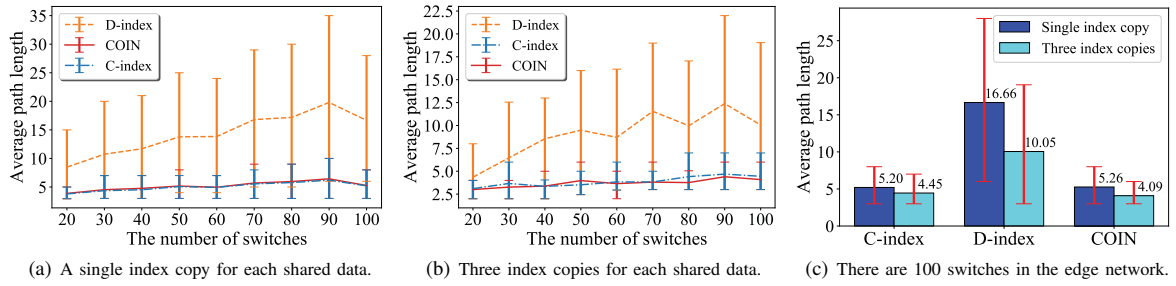 Average path length
35
30
25
20
15
10
5
D-index
COIN
C-index
20 30 40 50 60 70 80 90 100
The number of switches
(a) A single index copy for each shared data.
Average path length
22.5
20.0
17.5
15.0
12.5
10.0
7.5
5.0
2.5
D-index
C-index
COIN
20 30 40 50 60 70 80 90 100
The number of switches
(b) Three index copies for each shared data.
Average path length
25
20
15
10
5
0
Single index copy
Three index copies
5.20
4.45
16.66
10.05
5.26
4.09
C-index D-index COIN
(c) There are 100 switches in the edge network.